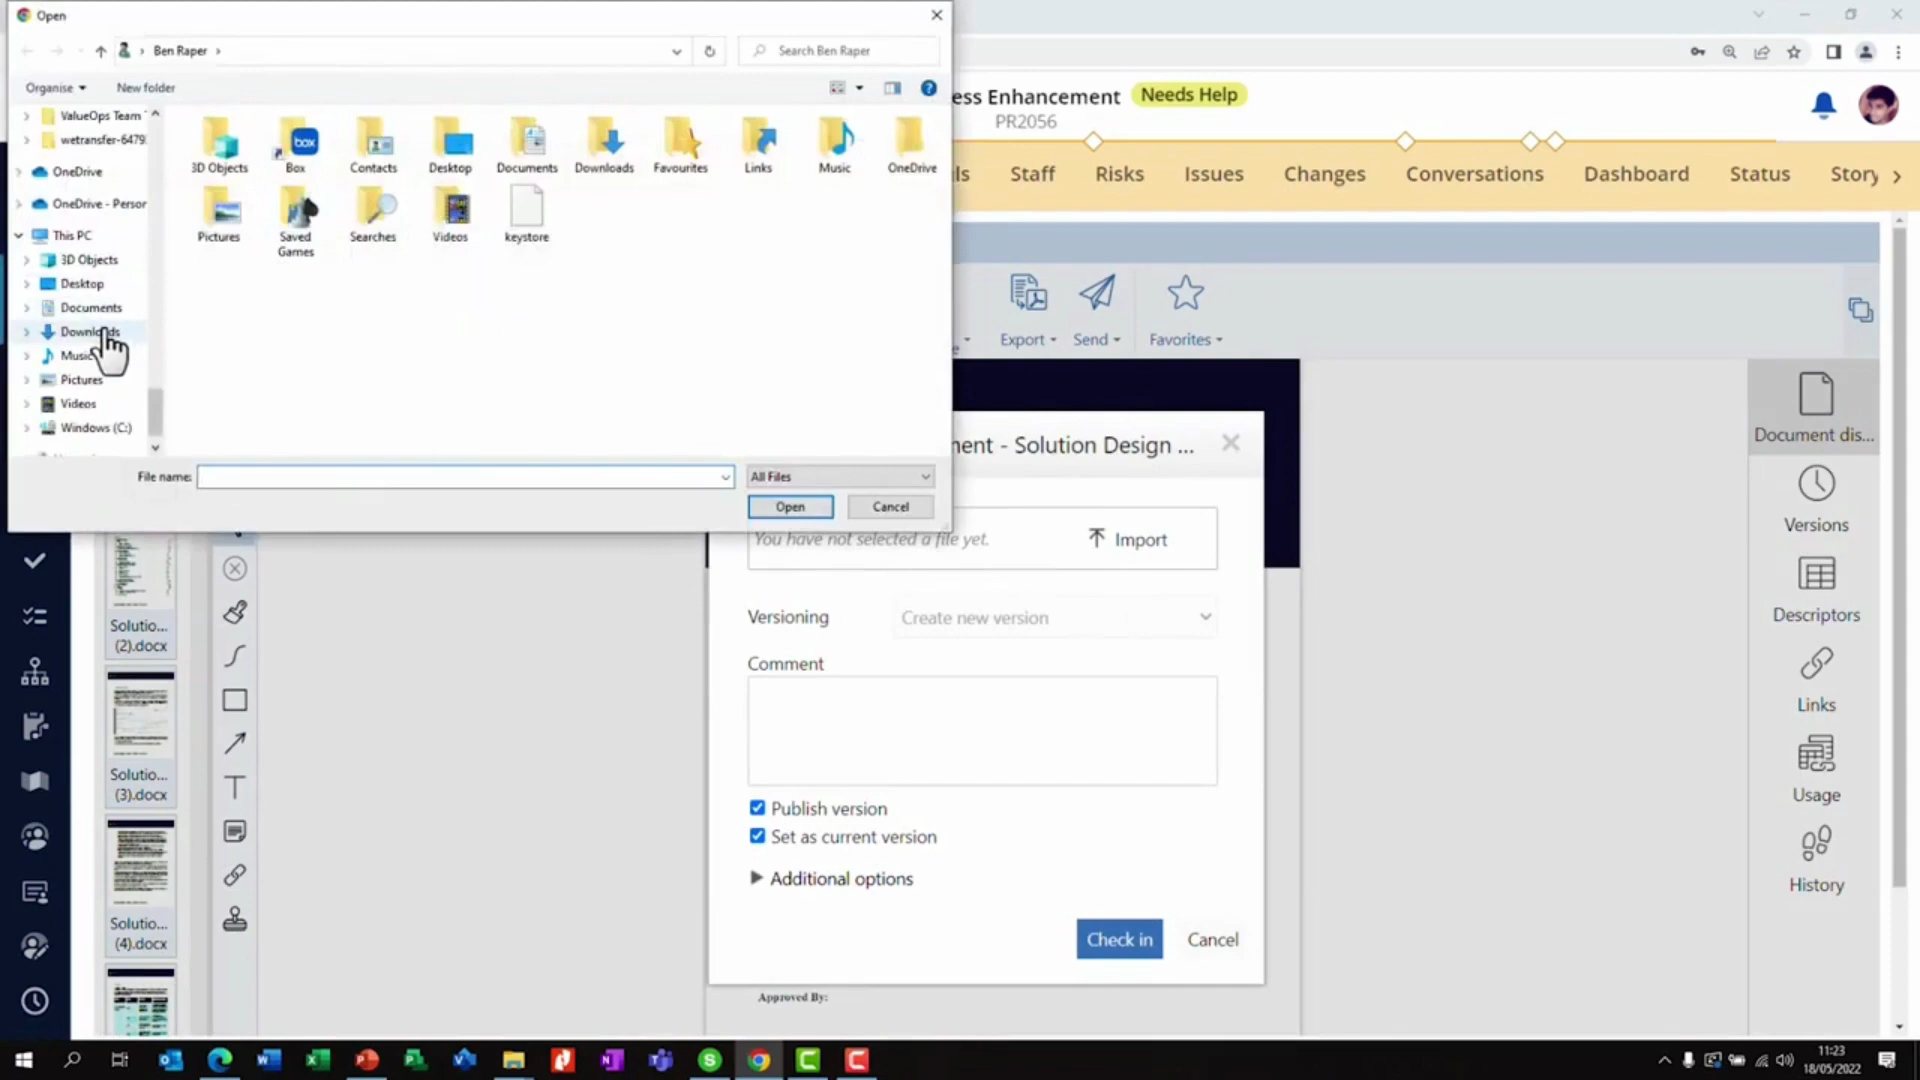 Open
Ben Raper
Search Ben Raper
Organise
New folder
ValueOps Team
wetransfer-6479
OneDrive
OneDrive - Person
This PC
3D Objects
Desktop
Documents
Downloads
Music
Pictures
Videos
Windows (C:)
3D Objects
Box
Contacts
Desktop
Documents
Downloads
Favourites
Links
Music
OneDrive
Pictures
Saved
Games
Searches
Videos
keystore
box
File name:
All Files
Open
Cancel
ess Enhancement
Needs Help
PR2056
ls
Staff
Risks
Issues
Changes
Conversations
Dashboard
Status
Story
Export
Send
Favorites
ment - Solution Design ...
You have not selected a file yet.
Import
Versioning
Create new version
Comment
Publish version
Set as current version
Additional options
Check in
Cancel
Approved By:
Document dis...
Versions
Descriptors
Links
Usage
History
Solutio...
(2).docx
Solutio...
(3).docx
Solutio...
(4).docx
11:23
18/05/2022